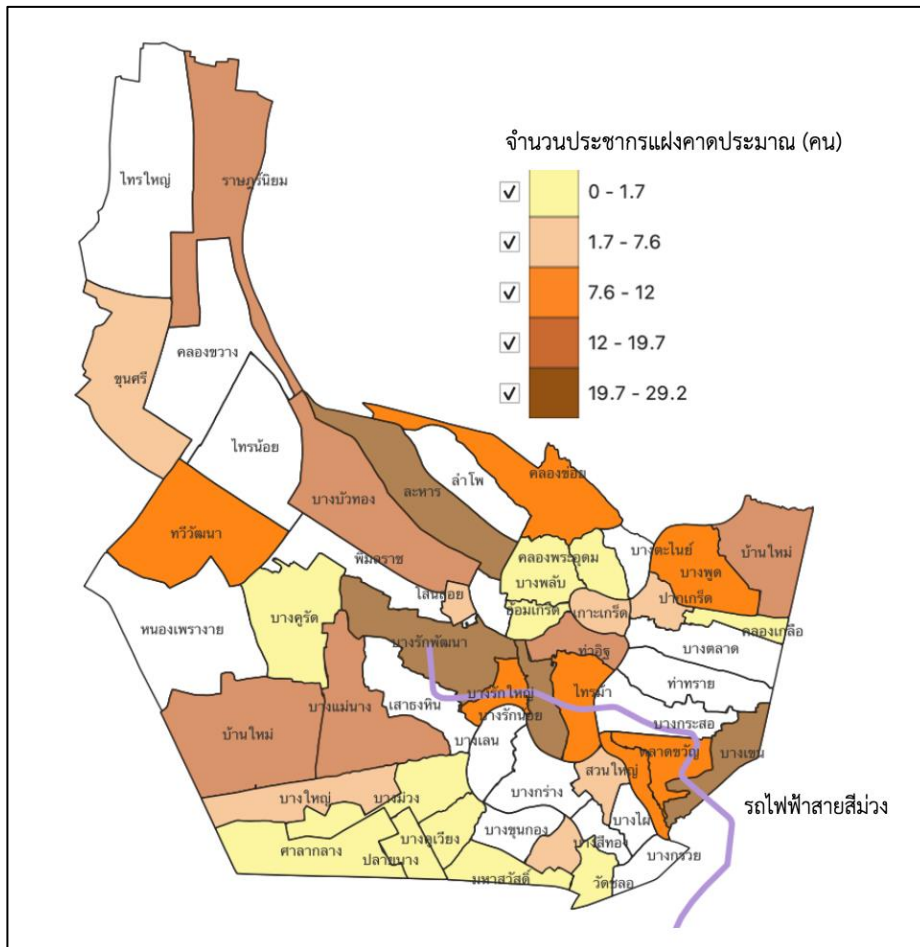 จำนวนประชากรแฝงคาดประมาณ (คน)
0 - 1.7
1.7 - 7.6
7.6 - 12
12 - 19.7
19.7 - 29.2
ไทรใหญ่
ราษฎร์นิยม
คลองขวาง
ขุนศรี
ไทรน้อย
ลำโพ
คลองข่อย
ละหาร
บางบัวทอง
ทวีวัฒนา
พิมลราช
คลองพระอุดม
บางตะไนย์
บ้านใหม่
บางพลับ
บางพูด
โสนลอย
ปากเกร็ด
บางคูรัด
อ้อมเกร็ด
เกาะเกร็ด
คลองเกลือ
หนองเพรางาย
บางรักพัฒนา
ท่าอิฐ
บางตลาด
ท่าทราย
บางรักใหญ่
ไทรม้า
บางแม่นาง
เสาธงหิน
บางรักน้อย
บางกระสอ
บ้านใหม่
บางเลน
ตลาดขวัญ
บางเขน
สวนใหญ่
บางใหญ่
บางม่วง
บางกร่าง
รถไฟฟ้าสายสีม่วง
บางไผ่
บางขุนกอง
บางสีทอง
ศาลากลาง
บางคูเวียง
ปลายบาง
บางกรวย
มหาสวัสดิ์
วัดชลอ